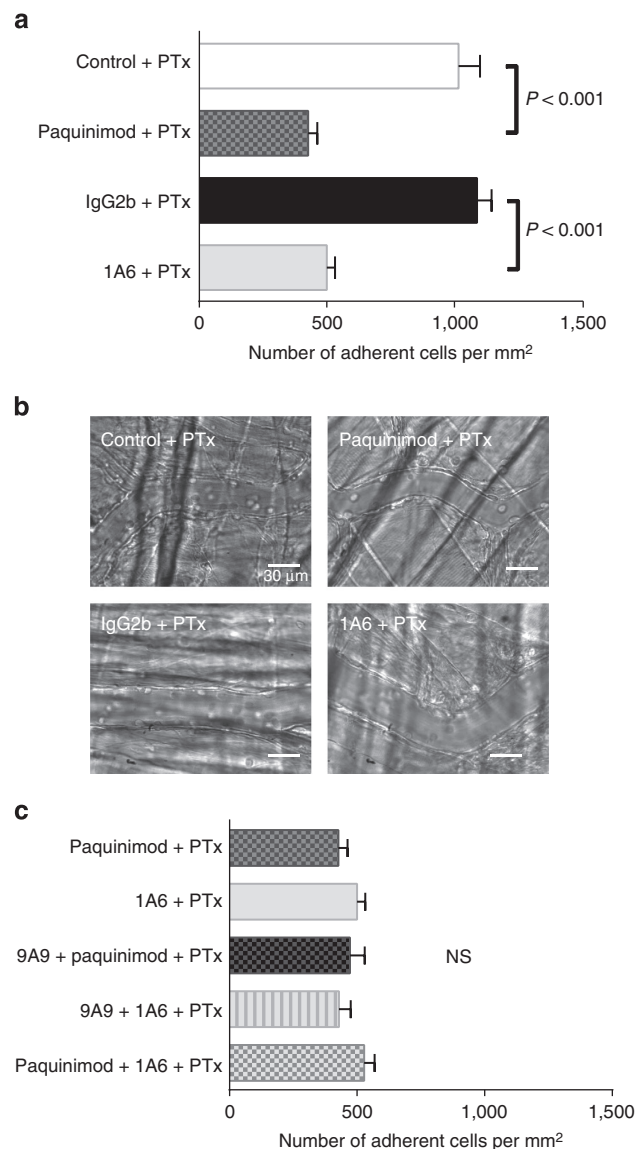 a
Control + PTx
Paquinimod + PTx
P < 0.001
IgG2b + PTx
1A6 + PTx
P < 0.001
0 500 1,000 1,500
Number of adherent cells per mm²
b
Control + PTx
30 µm
Paquinimod + PTx
IgG2b + PTx
1A6 + PTx
c
Paquinimod + PTx
1A6 + PTx
9A9 + paquinimod + PTx
NS
9A9 + 1A6 + PTx
Paquinimod + 1A6 + PTx
0 500 1,000 1,500
Number of adherent cells per mm²